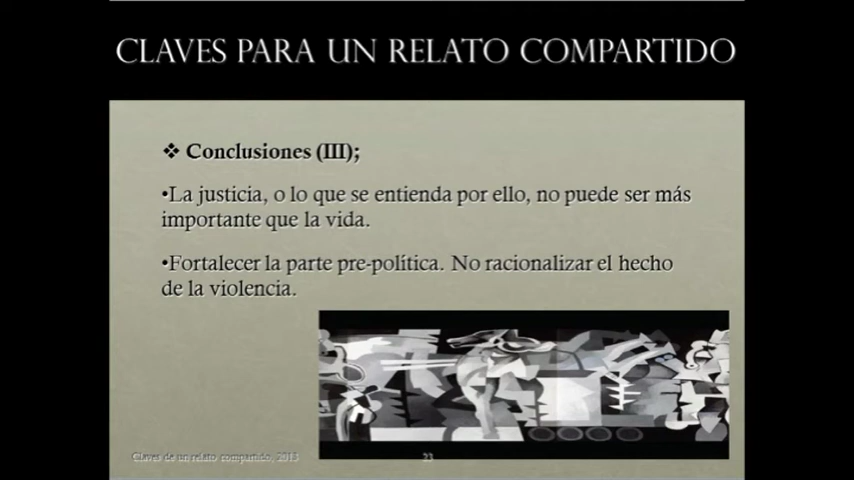 CLAVES PARA UN RELATO COMPARTIDO
❖ Conclusiones (III);
•La justicia, o lo que se entienda por ello, no puede ser más
importante que la vida.
•Fortalecer la parte pre-política. No racionalizar el hecho
de la violencia.
Claves de un relato compartido, 2013
23